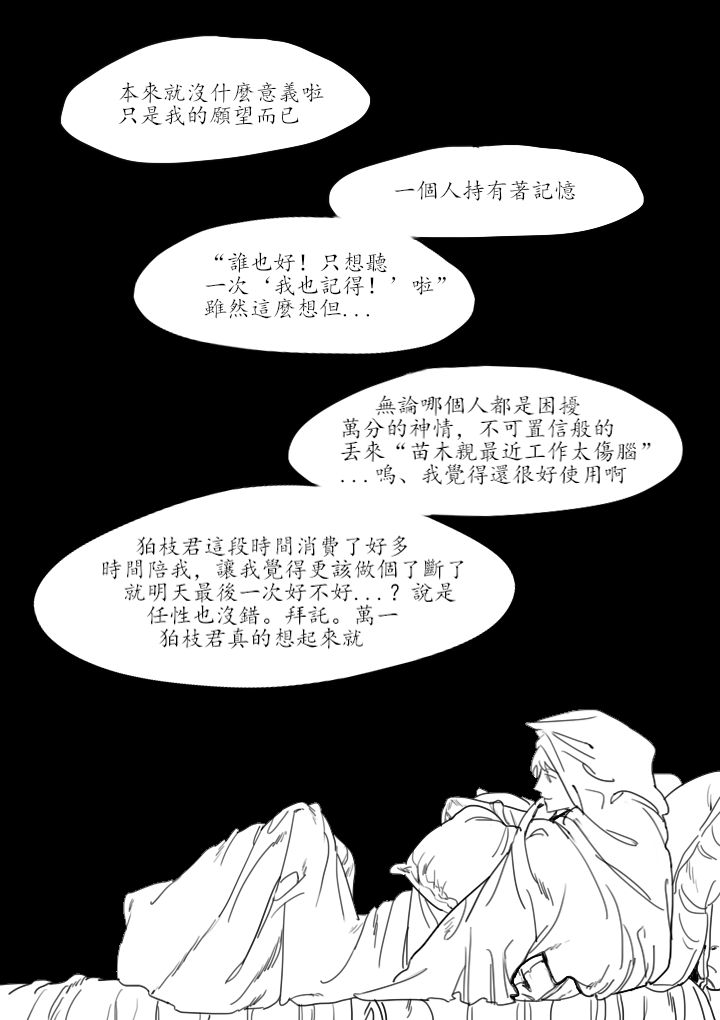 本來就沒什麼意義啦
只是我的願望而已
一個人持有著記憶
“誰也好！只想聽
一次‘我也記得！’啦”
雖然這麼想但...
無論哪個人都是困擾
萬分的神情，不可置信般的
丟來“苗木親最近工作太傷腦”
...嗚、我覺得還很好使用啊
狛枝君這段時間消費了好多
時間陪我，讓我覺得更該做個了斷了
就明天最後一次好不好...？說是
任性也沒錯。拜託。萬一
狛枝君真的想起來就